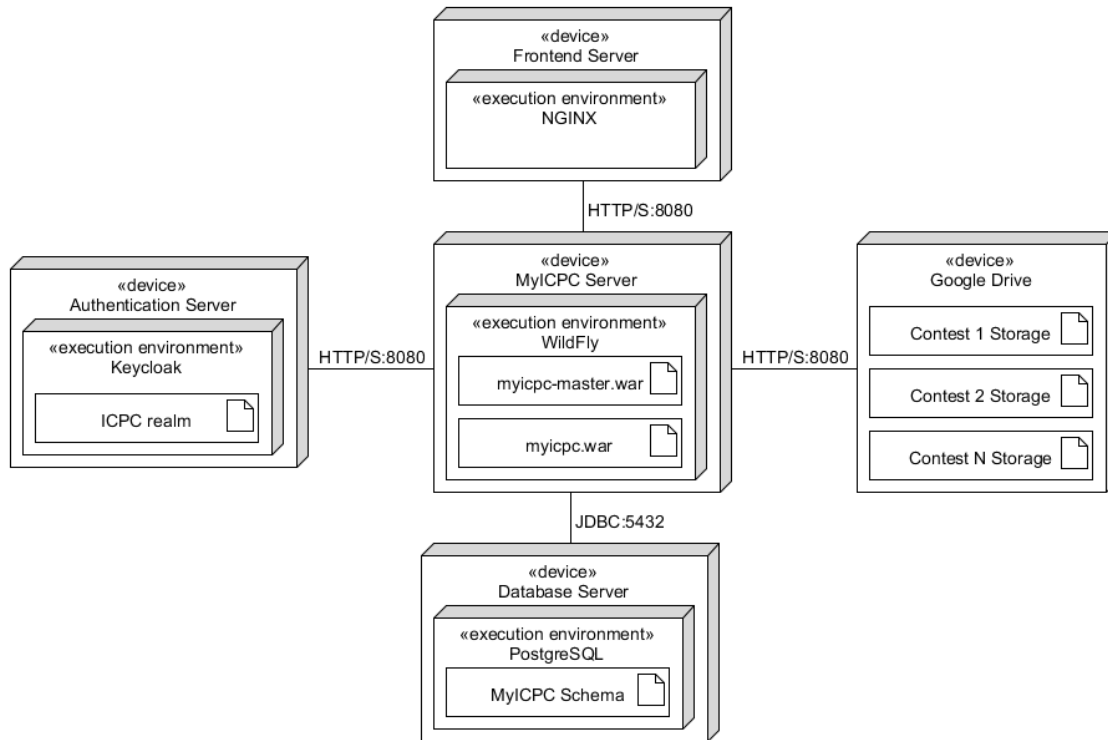 «device»
Frontend Server
«execution environment»
NGINX
HTTP/S:8080
«device»
Authentication Server
«execution environment»
Keycloak
ICPC realm
HTTP/S:8080
«device»
MyICPC Server
«execution environment»
WildFly
myicpc-master.war
myicpc.war
HTTP/S:8080
«device»
Google Drive
Contest 1 Storage
Contest 2 Storage
Contest N Storage
JDBC:5432
«device»
Database Server
«execution environment»
PostgreSQL
MyICPC Schema